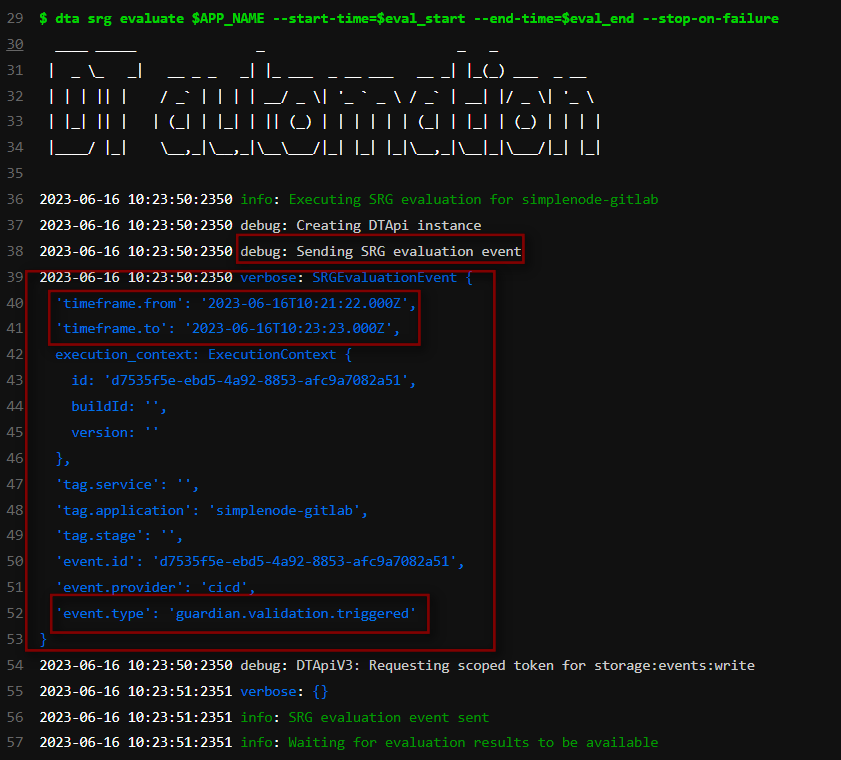 29 $ dta srg evaluate $APP_NAME --start-time=$eval_start --end-time=$eval_end --stop-on-failure
30
31
32
33
34
35
DT automation
36 2023-06-16 10:23:50:2350 info: Executing SRG evaluation for simplenode-gitlab
37 2023-06-16 10:23:50:2350 debug: Creating DTApi instance
38 2023-06-16 10:23:50:2350 debug: Sending SRG evaluation event
39 2023-06-16 10:23:50:2350 verbose: SRGEvaluationEvent {
40 'timeframe.from': '2023-06-16T10:21:22.000Z',
41 'timeframe.to': '2023-06-16T10:23:23.000Z',
42 execution_context: ExecutionContext {
43 id: 'd7535f5e-ebd5-4a92-8853-afc9a7082a51',
44 buildId: '',
45 version: ''
46 },
47 'tag.service': '',
48 'tag.application': 'simplenode-gitlab',
49 'tag.stage': '',
50 'event.id': 'd7535f5e-ebd5-4a92-8853-afc9a7082a51',
51 'event.provider': 'cicd',
52 'event.type': 'guardian.validation.triggered'
53 }
54 2023-06-16 10:23:50:2350 debug: DTApiV3: Requesting scoped token for storage:events:write
55 2023-06-16 10:23:51:2351 verbose: {}
56 2023-06-16 10:23:51:2351 info: SRG evaluation event sent
57 2023-06-16 10:23:51:2351 info: Waiting for evaluation results to be available